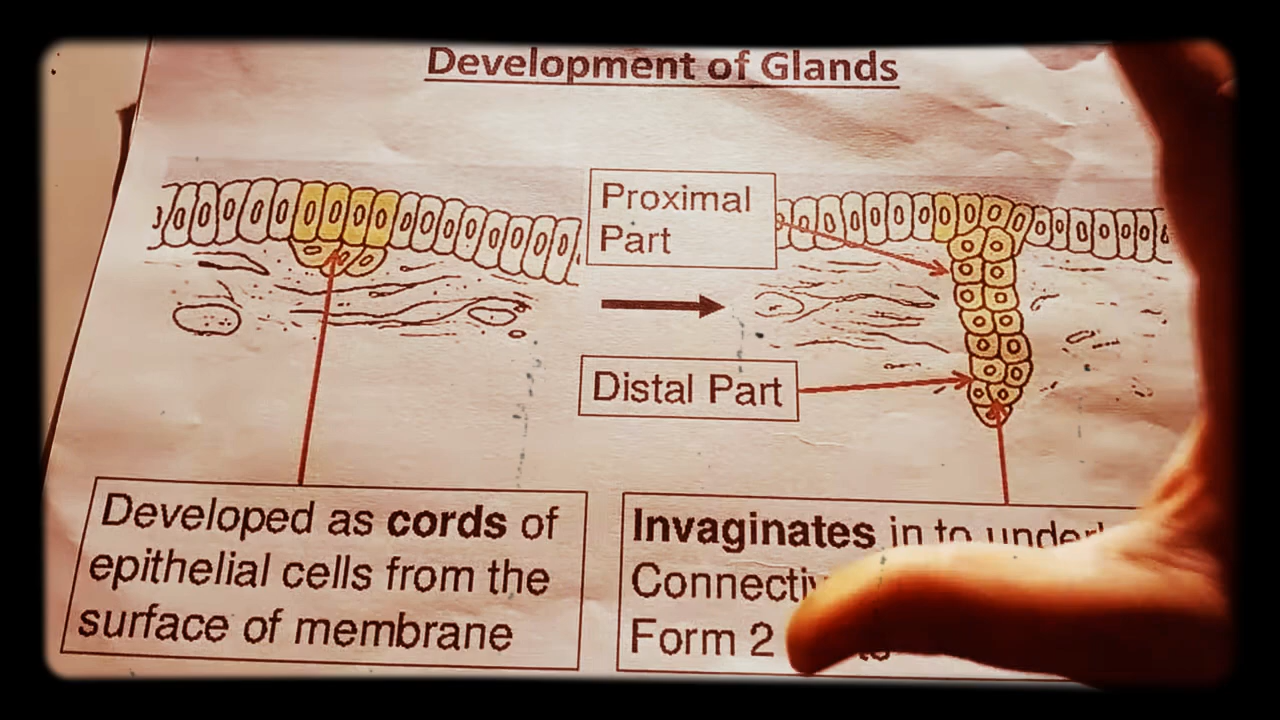 Development of Glands
Proximal
Part
Distal Part
Developed as cords of
epithelial cells from the
surface of membrane
Invaginates in to
Form 2